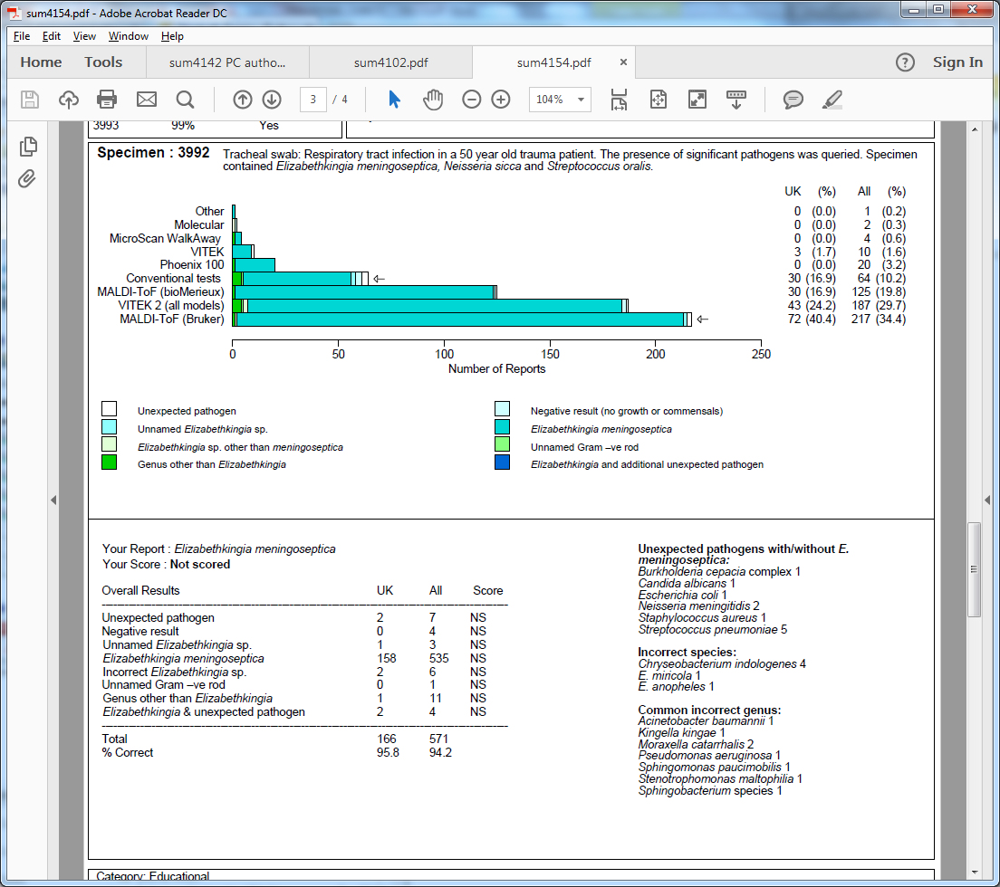 sum4154.pdf - Adobe Acrobat Reader DC
File Edit View Window Help
Home Tools sum4142 PC autho... sum4102.pdf sum4154.pdf × ? Sign In
3 / 4 104%
3993 99% Yes
Specimen : 3992 Tracheal swab: Respiratory tract infection in a 50 year old trauma patient. The presence of significant pathogens was queried. Specimen
contained Elizabethkingia meningoseptica, Neisseria sicca and Streptococcus oralis.
UK (%) All (%)
Other 0 (0.0) 1 (0.2)
Molecular 0 (0.0) 2 (0.3)
MicroScan WalkAway 0 (0.0) 4 (0.6)
VITEK 3 (1.7) 10 (1.6)
Phoenix 100 0 (0.0) 20 (3.2)
Conventional tests 30 (16.9) 64 (10.2)
MALDI-ToF (bioMerieux) 30 (16.9) 125 (19.8)
VITEK 2 (all models) 43 (24.2) 187 (29.7)
MALDI-ToF (Bruker) 72 (40.4) 217 (34.4)
0 50 100 150 200 250
Number of Reports
Unexpected pathogen Negative result (no growth or commensals)
Unnamed Elizabethkingia sp. Elizabethkingia meningoseptica
Elizabethkingia sp. other than meningoseptica Unnamed Gram –ve rod
Genus other than Elizabethkingia Elizabethkingia and additional unexpected pathogen
Your Report : Elizabethkingia meningoseptica
Your Score : Not scored
Overall Results UK All Score
Unexpected pathogen 2 7 NS
Negative result 0 4 NS
Unnamed Elizabethkingia sp. 1 3 NS
Elizabethkingia meningoseptica 158 535 NS
Incorrect Elizabethkingia sp. 2 6 NS
Unnamed Gram –ve rod 0 1 NS
Genus other than Elizabethkingia 1 11 NS
Elizabethkingia & unexpected pathogen 2 4 NS
Total 166 571
% Correct 95.8 94.2
Unexpected pathogens with/without E.
meningoseptica:
Burkholderia cepacia complex 1
Candida albicans 1
Escherichia coli 1
Neisseria meningitidis 2
Staphylococcus aureus 1
Streptococcus pneumoniae 5
Incorrect species:
Chryseobacterium indologenes 4
E. miricola 1
E. anopheles 1
Common incorrect genus:
Acinetobacter baumannii 1
Kingella kingae 1
Moraxella catarrhalis 2
Pseudomonas aeruginosa 1
Sphingomonas paucimobilis 1
Stenotrophomonas maltophilia 1
Sphingobacterium species 1
Category: Educational